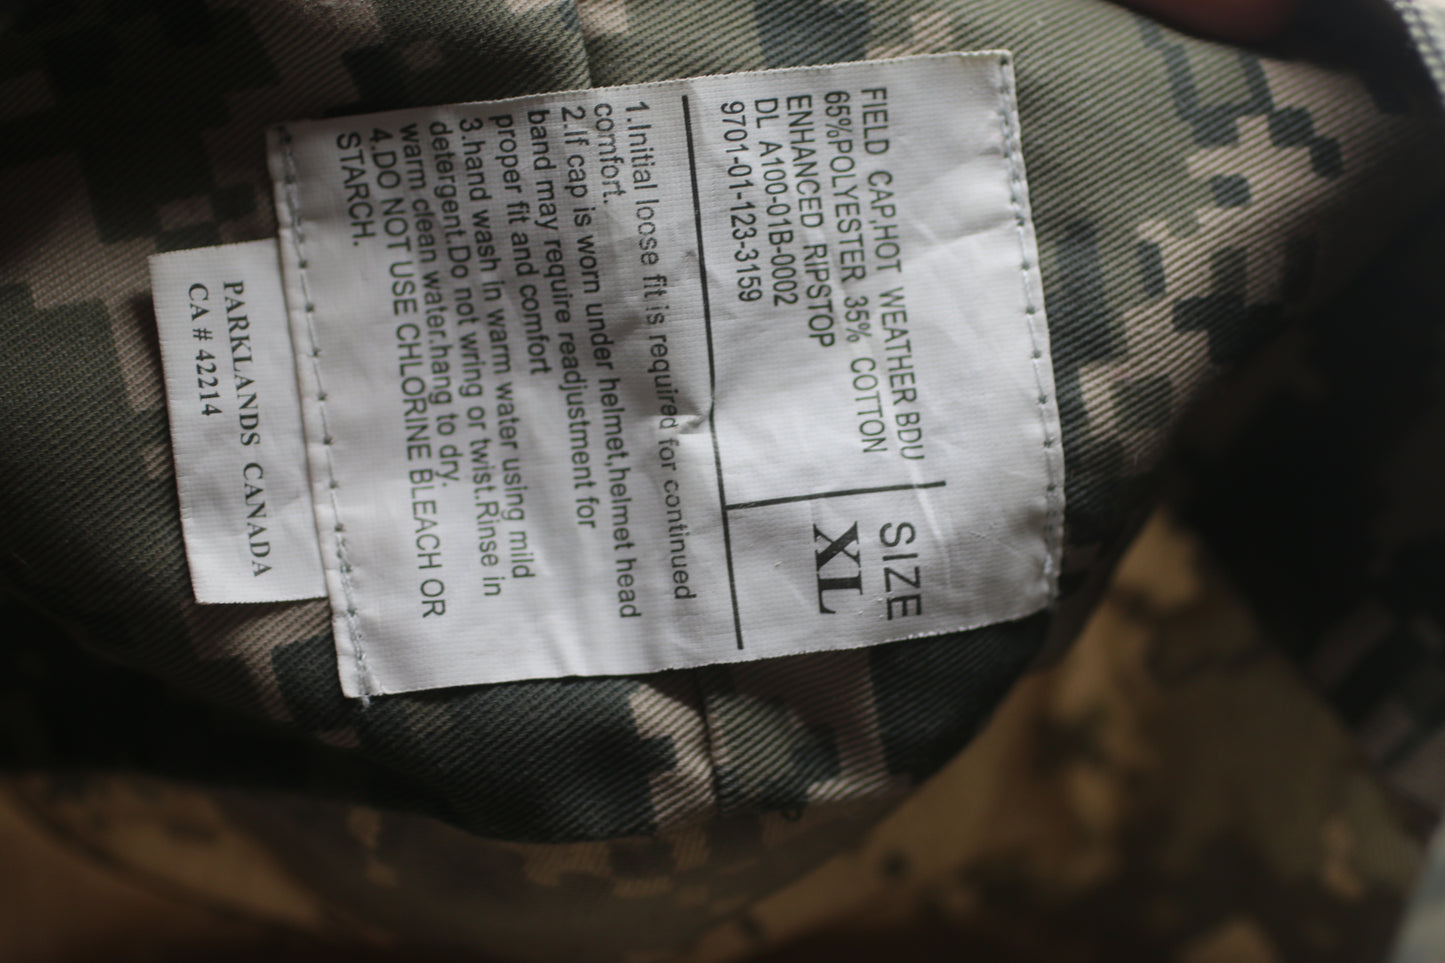 FIELD CAP,HOT WEATHER BDU
65%POLYESTER 35% COTTON
ENHANCED RIPSTOP
DL A100-01B-0002
9701-01-123-3159
SIZE
XL
1.Initial loose fit is required for continued
comfort.
2.If cap is worn under helmet,helmet head
band may require readjustment for
proper fit and comfort
3.hand wash in warm water using mild
detergent.Do not wring or twist.Rinse in
warm clean water.hang to dry.
4.DO NOT USE CHLORINE BLEACH OR
STARCH.
PARKLANDS CANADA
CA # 42214